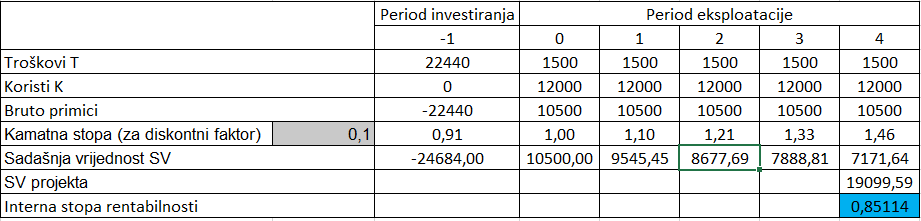 Period investiranja Period eksploatacije
-1 0 1 2 3 4
Troškovi T 22440 1500 1500 1500 1500 1500
Koristi K 0 12000 12000 12000 12000 12000
Bruto primici -22440 10500 10500 10500 10500 10500
Kamatna stopa (za diskontni faktor) 0,1 0,91 1,00 1,10 1,21 1,33 1,46
Sadašnja vrijednost SV -24684,00 10500,00 9545,45 8677,69 7888,81 7171,64
SV projekta 19099,59
Interna stopa rentabilnosti 0,85114